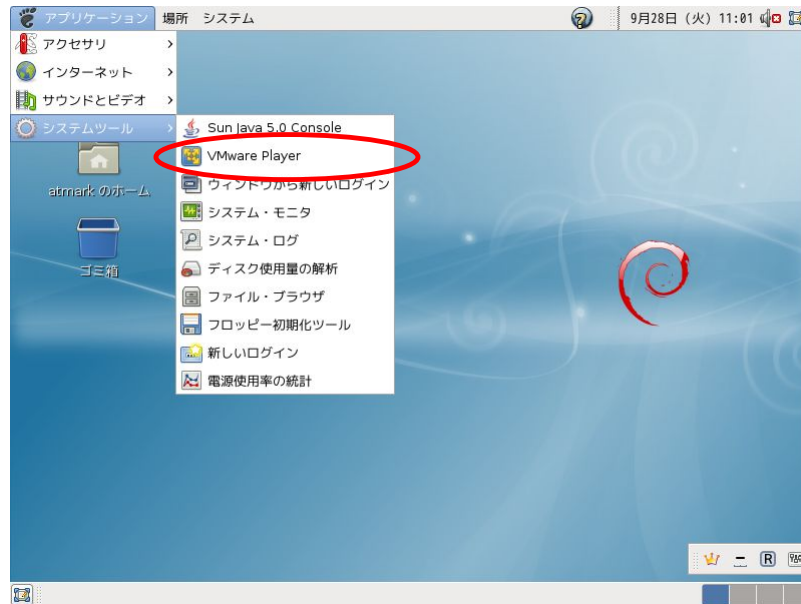 アプリケーション 場所 システム 9月28日 (火) 11:01
アクセサリ
インターネット
サウンドとビデオ
システムツール
Sun Java 5.0 Console
VMware Player
ウィンドウから新しいログイン
システム・モニタ
システム・ログ
ディスク使用量の解析
ファイル・ブラウザ
フロッピー初期化ツール
新しいログイン
電源使用率の統計
atmark のホーム
ゴミ箱
R